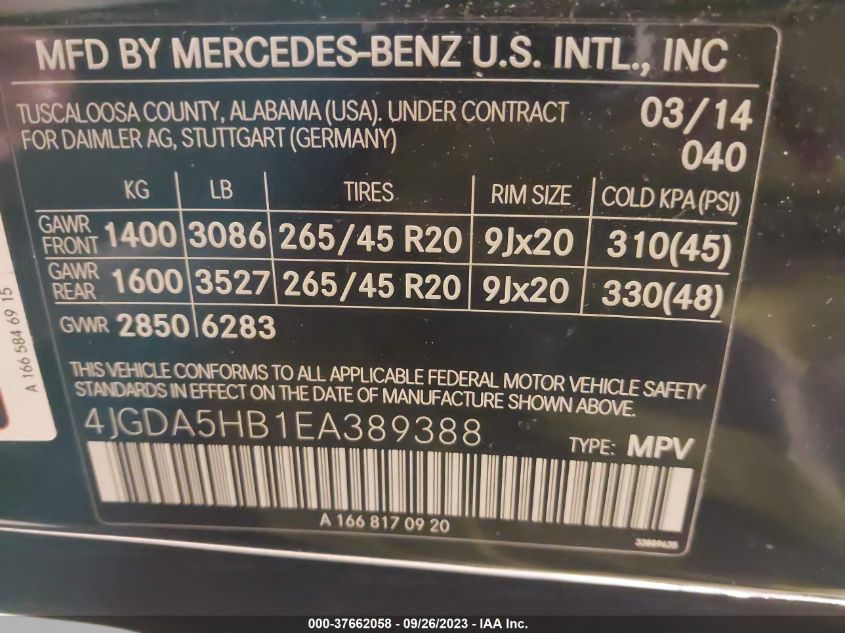 MFD BY MERCEDES-BENZ U.S. INTL., INC
TUSCALOOSA COUNTY, ALABAMA (USA). UNDER CONTRACT
FOR DAIMLER AG, STUTTGART (GERMANY)
03/14
040
KG LB TIRES RIM SIZE COLD KPA (PSI)
GAWR FRONT 1400 3086 265/45 R20 9Jx20 310(45)
GAWR REAR 1600 3527 265/45 R20 9Jx20 330(48)
GVWR 2850 6283
THIS VEHICLE CONFORMS TO ALL APPLICABLE FEDERAL MOTOR VEHICLE SAFETY
STANDARDS IN EFFECT ON THE DATE OF MANUFACTURE SHOWN ABOVE.
4JGDA5HB1EA389388
TYPE: MPV
A 166 817 09 20
A 166 584 69 15
000-37662058 - 09/26/2023 - IAA Inc.